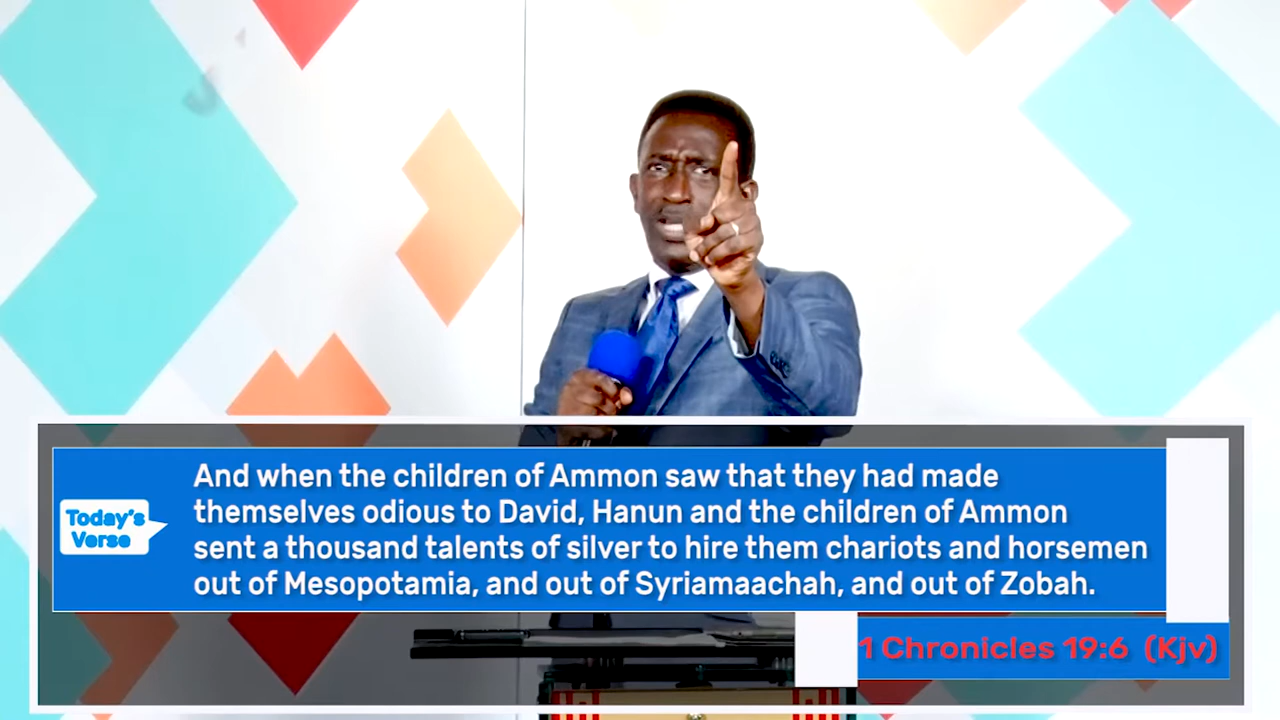 And when the children of Ammon saw that they had made
themselves odious to David, Hanun and the children of Ammon
sent a thousand talents of silver to hire them chariots and horsemen
out of Mesopotamia, and out of Syriamaachah, and out of Zobah.
Today's
Verse
1 Chronicles 19:6 (Kjv)